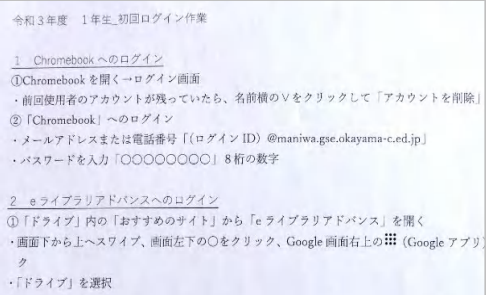 令和３年度　１年生_初回ログイン作業
１　Chromebook へのログイン
①Chromebook を開く→ログイン画面
・前回使用者のアカウントが残っていたら、名前横の∨をクリックして「アカウントを削除」
②「Chromebook」へのログイン
・メールアドレスまたは電話番号「（ログイン ID）@maniwa.gse.okayama-c.ed.jp」
・パスワードを入力「○○○○○○○○」８桁の数字
２　e ライブラリアドバンスへのログイン
①「ドライブ」内の「おすすめのサイト」から「e ライブラリアドバンス」を開く
・画面下から上へスワイプ、画面左下の○をクリック、Google 画面右上の（Google アプリ）
ク
・「ドライブ」を選択